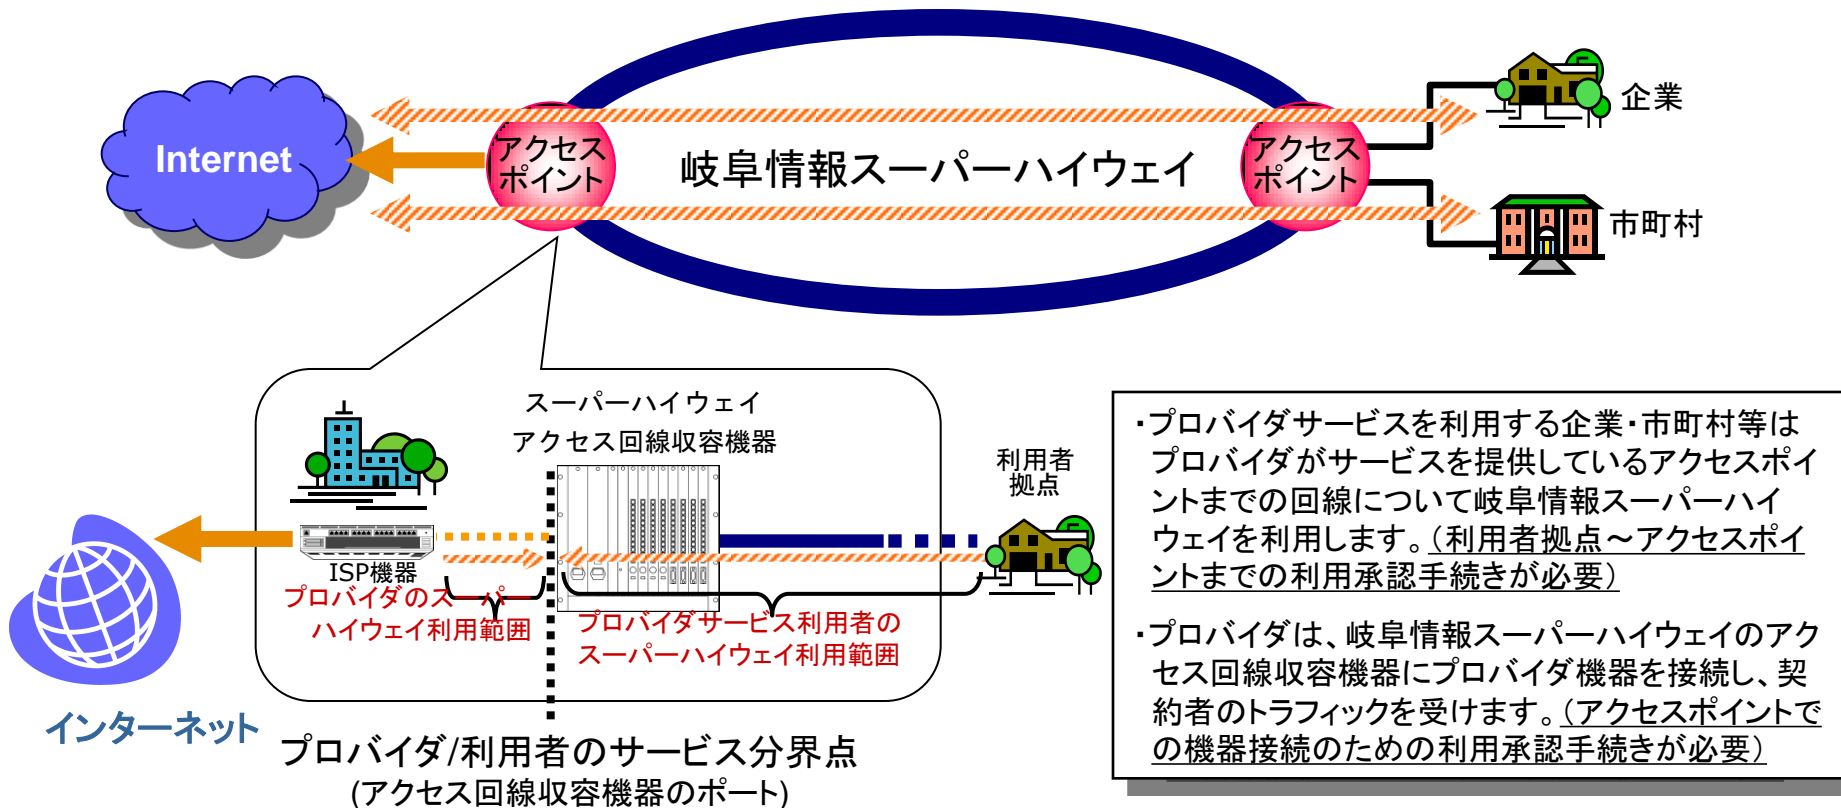 Internet
アクセス
ポイント
岐阜情報スーパーハイウェイ
アクセス
ポイント
企業
市町村
スーパーハイウェイ
アクセス回線収容機器
利用者
拠点
ISP機器
プロバイダのスーパー
ハイウェイ利用範囲
プロバイダサービス利用者の
スーパーハイウェイ利用範囲
インターネット
プロバイダ/利用者のサービス分界点
(アクセス回線収容機器のポート)
・プロバイダサービスを利用する企業・市町村等は
プロバイダがサービスを提供しているアクセスポイ
ントまでの回線について岐阜情報スーパーハイ
ウェイを利用します。(利用者拠点～アクセスポイ
ントまでの利用承認手続きが必要)
・プロバイダは、岐阜情報スーパーハイウェイのアク
セス回線収容機器にプロバイダ機器を接続し、契
約者のトラフィックを受けます。(アクセスポイントで
の機器接続のための利用承認手続きが必要)